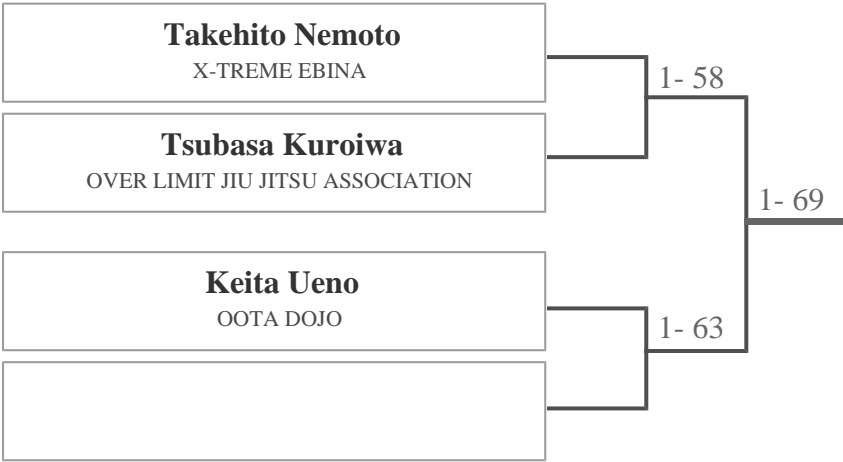 Takehito Nemoto
X-TREME EBINA
1- 58
Tsubasa Kuroiwa
OVER LIMIT JIU JITSU ASSOCIATION
1- 69
Keita Ueno
OOTA DOJO
1- 63